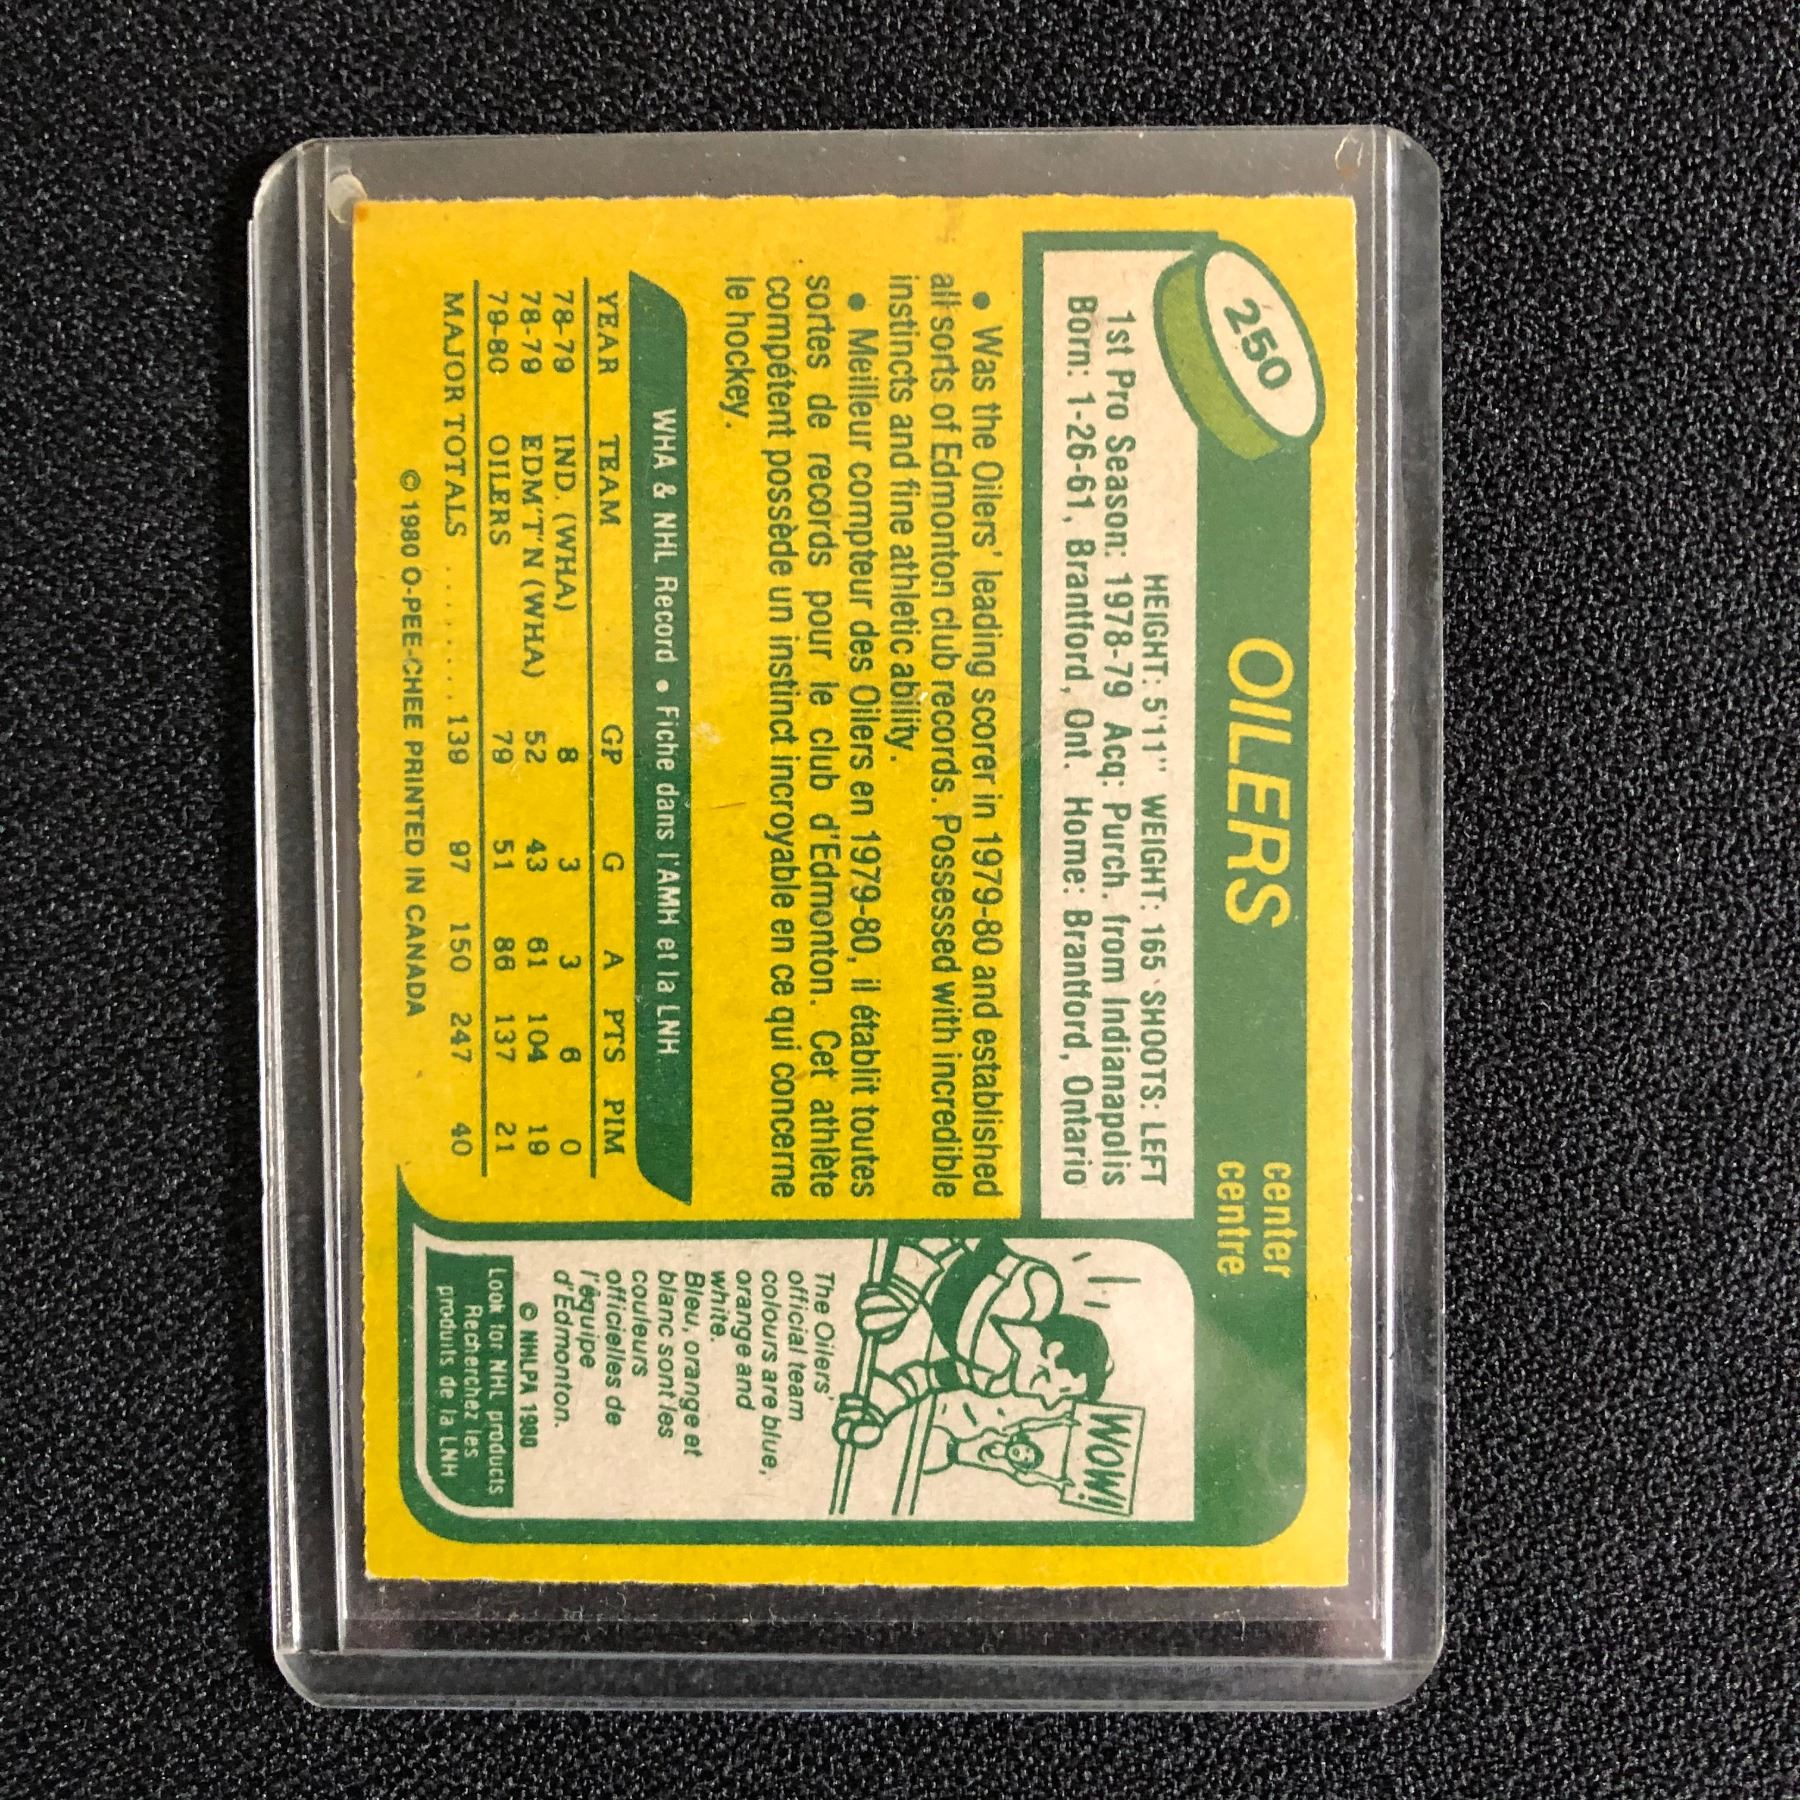 250
OILERS
center
centre
HEIGHT: 5'11" WEIGHT: 165 SHOOTS: LEFT
1st Pro Season: 1978-79 Acq: Purch. from Indianapolis
Born: 1-26-61, Brantford, Ont. Home: Brantford, Ontario
• Was the Oilers' leading scorer in 1979-80 and established
all sorts of Edmonton club records. Possessed with incredible
instincts and fine athletic ability.
• Meilleur compteur des Oilers en 1979-80, il établit toutes
sortes de records pour le club d'Edmonton. Cet athlète
compétent possède un instinct incroyable en ce qui concerne
le hockey.
WHA & NHL Record • Fiche dans l'AMH et la LNH
YEAR TEAM GP G A PTS PIM
78-79 IND. (WHA) 8 3 3 6 0
78-79 EDM'T'N (WHA) 52 43 61 104 19
79-80 OILERS 79 51 86 137 21
MAJOR TOTALS ........ 139 97 150 247 40
© 1980 O-PEE-CHEE PRINTED IN CANADA
WOW!
The Oilers'
official team
colours are blue,
orange and
white.
Bleu, orange et
blanc sont les
couleurs
officielles de
l'équipe
d'Edmonton.
© NHLPA 1980
Look for NHL products
Recherchez les
produits de la LNH